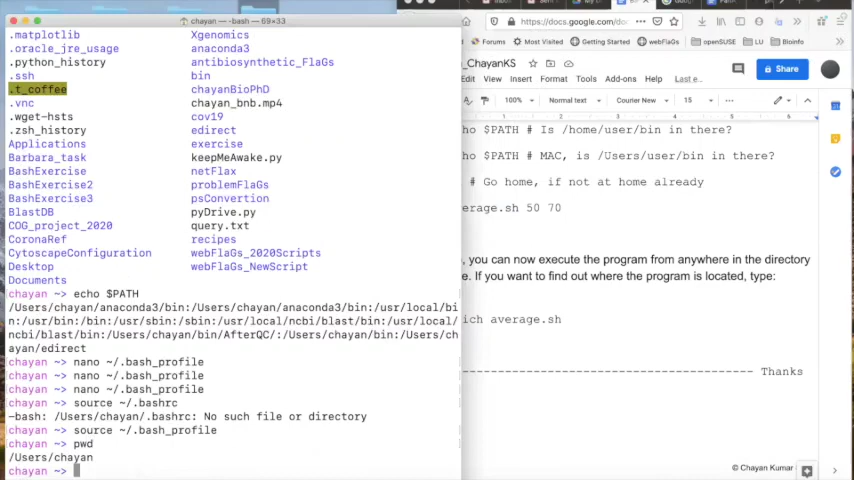 chayan — -bash — 69×33
.matplotlib Xgenomics
.oracle_jre_usage anaconda3
.python_history antibiosynthetic_FlaGs
.ssh bin
.t_coffee chayanBioPhD
.vnc chayan_bnb.mp4
.wget-hsts cov19
.zsh_history edirect
Applications exercise
Barbara_task keepMeAwake.py
BashExercise netFlax
BashExercise2 problemFlaGs
BashExercise3 psConvertion
BlastDB pyDrive.py
COG_project_2020 query.txt
CoronaRef recipes
CytoscapeConfiguration webFlaGs_2020Scripts
Desktop webFlaGs_NewScript
Documents
chayan ~> echo $PATH
/Users/chayan/anaconda3/bin:/Users/chayan/anaconda3/bin:/usr/local/bi
n:/usr/bin:/bin:/usr/sbin:/sbin:/usr/local/ncbi/blast/bin:/usr/local/
ncbi/blast/bin:/Users/chayan/bin/AfterQC/:/Users/chayan/bin:/Users/ch
ayan/edirect
chayan ~> nano ~/.bash_profile
chayan ~> nano ~/.bash_profile
chayan ~> nano ~/.bash_profile
chayan ~> source ~/.bashrc
-bash: /Users/chayan/.bashrc: No such file or directory
chayan ~> source ~/.bash_profile
chayan ~> pwd
/Users/chayan
chayan ~>
https://docs.google.com/do
Forums Most Visited Getting Started webFlaGs openSUSE LU Bioinfo
_ChayanKS
Share
Edit View Insert Format Tools Add-ons Help Last e...
100% Normal text Courier New 15
1 2 3 4 5 6
ho $PATH # Is /home/user/bin in there?
ho $PATH # MAC, is /Users/user/bin in there?
# Go home, if not at home already
erage.sh 50 70
, you can now execute the program from anywhere in the directory
e. If you want to find out where the program is located, type:
ich average.sh
---------------------------------------- Thanks
© Chayan Kumar